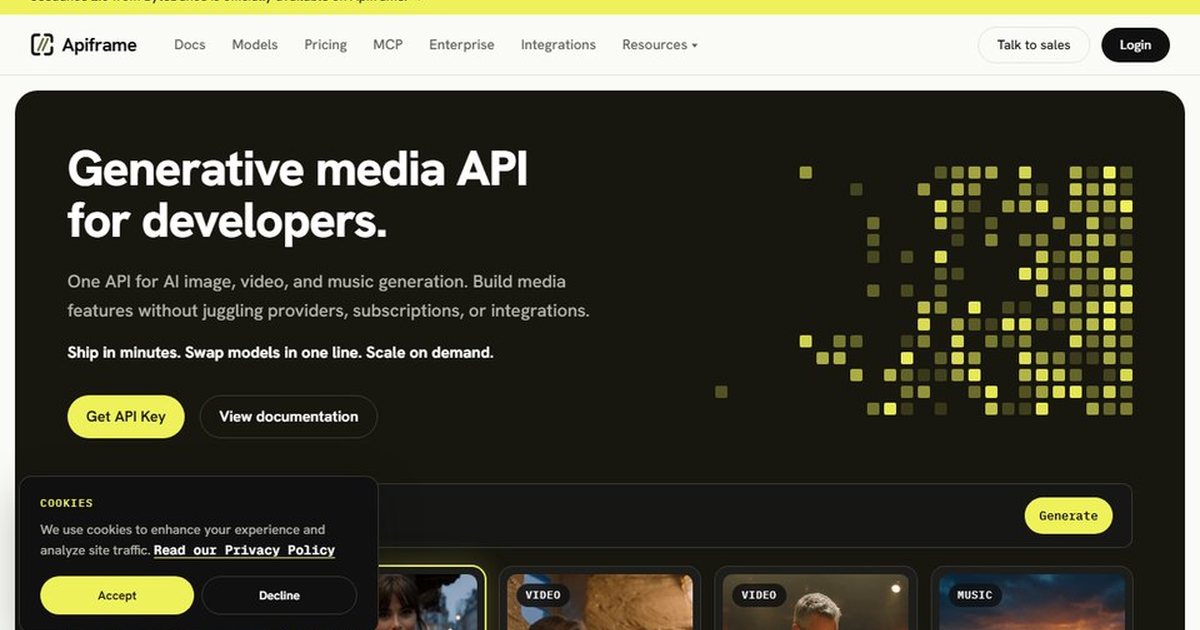 Apiframe
Docs
Models
Pricing
MCP
Enterprise
Integrations
Resources
Talk to sales
Login
Generative media API
for developers.
One API for AI image, video, and music generation. Build media
features without juggling providers, subscriptions, or integrations.
Ship in minutes. Swap models in one line. Scale on demand.
Get API Key
View documentation
COOKIES
We use cookies to enhance your experience and
analyze site traffic. Read our Privacy Policy
Accept
Decline
Generate
VIDEO
VIDEO
MUSIC